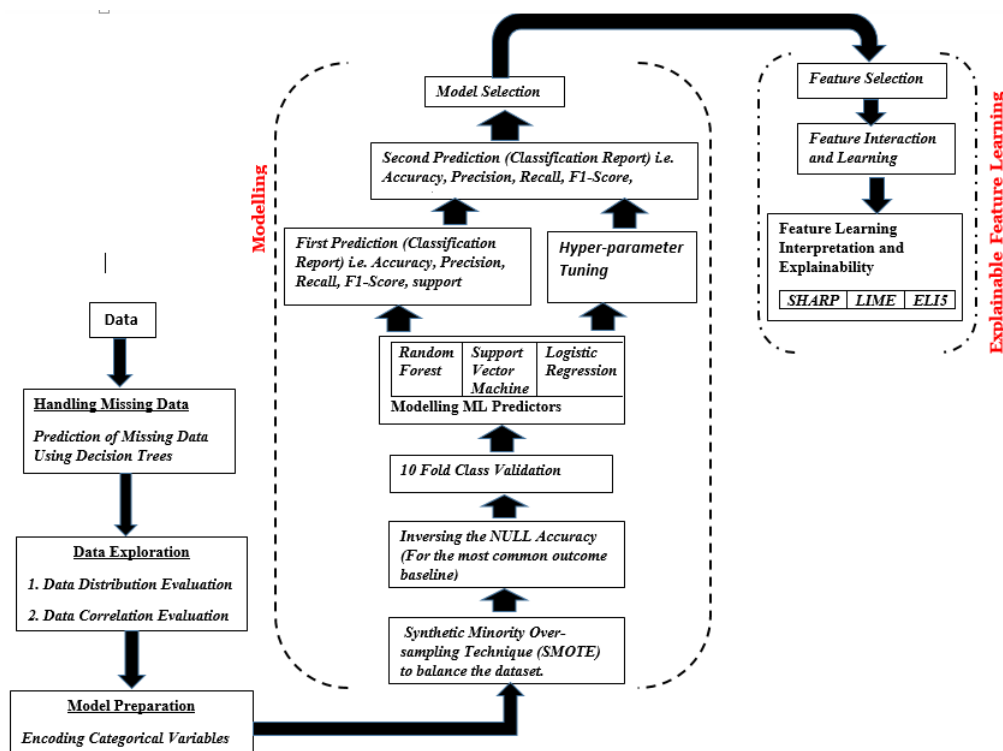 Data
Handling Missing Data
Prediction of Missing Data
Using Decision Trees
Data Exploration
1. Data Distribution Evaluation
2. Data Correlation Evaluation
Model Preparation
Encoding Categorical Variables
Modelling
Synthetic Minority Over-
sampling Technique (SMOTE)
to balance the dataset.
Inversing the NULL Accuracy
(For the most common outcome
baseline)
10 Fold Class Validation
Random
Forest
Support
Vector
Machine
Logistic
Regression
Modelling ML Predictors
First Prediction (Classification
Report) i.e. Accuracy, Precision,
Recall, F1-Score, support
Hyper-parameter
Tuning
Second Prediction (Classification Report) i.e.
Accuracy, Precision, Recall, F1-Score,
Model Selection
Feature Selection
Feature Interaction
and Learning
Feature Learning
Interpretation and
Explainability
SHARP LIME ELI5
Explainable Feature Learning